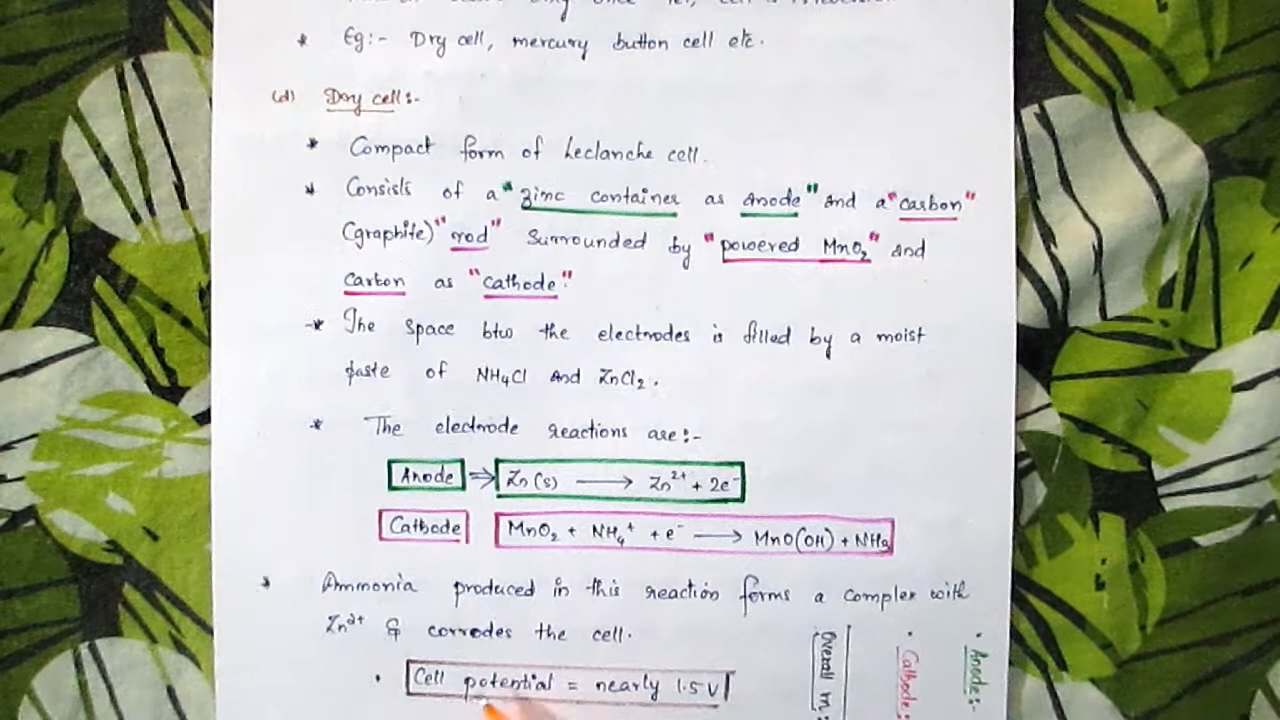 * Eg:- Dry cell, mercury button cell etc.
(d) Dry cell:-
* Compact form of Leclanche cell.
* Consists of a "zinc container as Anode" and a "carbon"
(graphite) "rod" surrounded by "powered MnO₂" and
carbon as "cathode".
* The space btw the electrodes is filled by a moist
paste of NH₄Cl and ZnCl₂.
* The electrode reactions are:-
Anode ⇒ Zn(s) ⟶ Zn²⁺ + 2e⁻
Cathode MnO₂ + NH₄⁺ + e⁻ ⟶ MnO(OH) + NH₃
* Ammonia produced in this reaction forms a complex with
Zn²⁺ & corrodes the cell.
• Cell potential = nearly 1.5 V
• Anode:-
• Cathode: